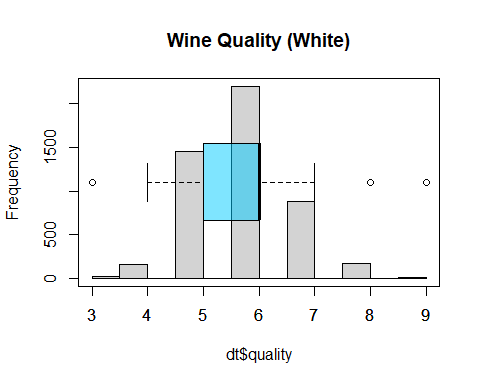 Wine Quality (White)
Frequency
1500
500
0
3 4 5 6 7 8 9
dt$quality